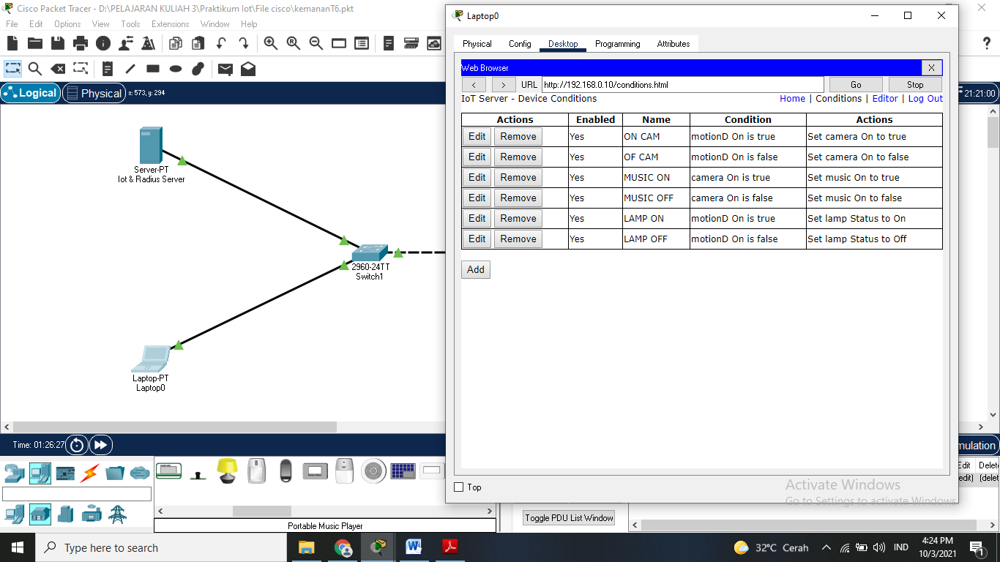 Cisco Packet Tracer - D:\PELAJARAN KULIAH 3\Praktikum Iot\File cisco\kemananT6.pkt
File Edit Options View Tools Extensions Window Help
Logical Physical x: 573, y: 294
21:21:00
Server-PT
Iot & Radius Server
2960-24TT
Switch1
Laptop-PT
Laptop0
Time: 01:26:27
mulation
Portable Music Player
Toggle PDU List Window
Edit Delet
edit) (delet
Laptop0
Physical Config Desktop Programming Attributes
Web Browser X
< > URL http://192.168.0.10/conditions.html Go Stop
IoT Server - Device Conditions Home | Conditions | Editor | Log Out
Actions Enabled Name Condition Actions
Edit Remove Yes ON CAM motionD On is true Set camera On to true
Edit Remove Yes OF CAM motionD On is false Set camera On to false
Edit Remove Yes MUSIC ON camera On is true Set music On to true
Edit Remove Yes MUSIC OFF camera On is false Set music On to false
Edit Remove Yes LAMP ON motionD On is true Set lamp Status to On
Edit Remove Yes LAMP OFF motionD On is false Set lamp Status to Off
Add
Top
Activate Windows
Go to Settings to activate Windows.
Type here to search
32°C Cerah IND 4:24 PM
10/3/2021 1